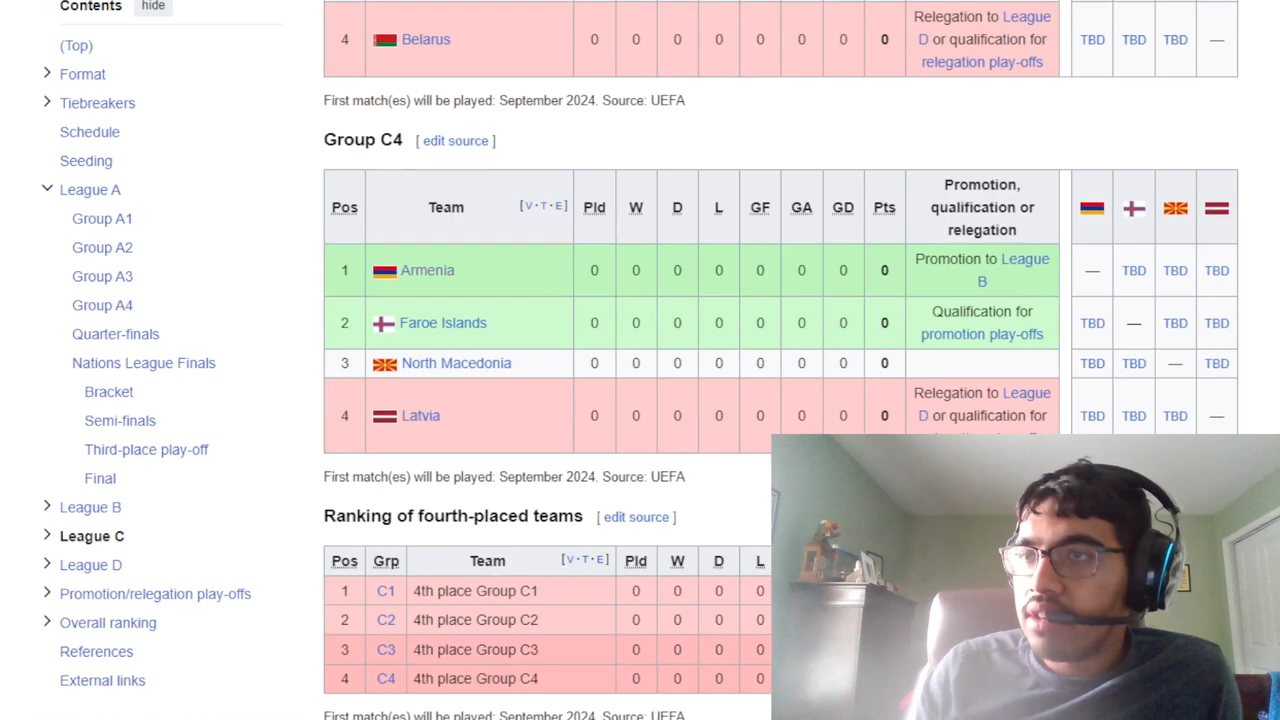 Contents hide
(Top)
Format
Tiebreakers
Schedule
Seeding
League A
Group A1
Group A2
Group A3
Group A4
Quarter-finals
Nations League Finals
Bracket
Semi-finals
Third-place play-off
Final
League B
League C
League D
Promotion/relegation play-offs
Overall ranking
References
External links
4 Belarus 0 0 0 0 0 0 0 0 Relegation to League D or qualification for relegation play-offs TBD TBD TBD —
First match(es) will be played: September 2024. Source: UEFA
Group C4 [ edit source ]
Pos Team [V·T·E] Pld W D L GF GA GD Pts Promotion, qualification or relegation
1 Armenia 0 0 0 0 0 0 0 0 Promotion to League B — TBD TBD TBD
2 Faroe Islands 0 0 0 0 0 0 0 0 Qualification for promotion play-offs TBD — TBD TBD
3 North Macedonia 0 0 0 0 0 0 0 0 TBD TBD — TBD
4 Latvia 0 0 0 0 0 0 0 0 Relegation to League D or qualification for TBD TBD TBD —
First match(es) will be played: September 2024. Source: UEFA
Ranking of fourth-placed teams [ edit source ]
Pos Grp Team [V·T·E] Pld W D L
1 C1 4th place Group C1 0 0 0 0
2 C2 4th place Group C2 0 0 0 0
3 C3 4th place Group C3 0 0 0 0
4 C4 4th place Group C4 0 0 0 0
First match(es) will be played: September 2024. Source: UEFA